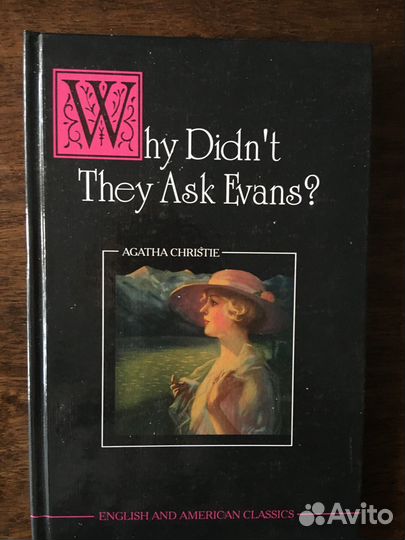 Why Didn't
They Ask Evans?
AGATHA CHRISTIE
ENGLISH AND AMERICAN CLASSICS
Avito